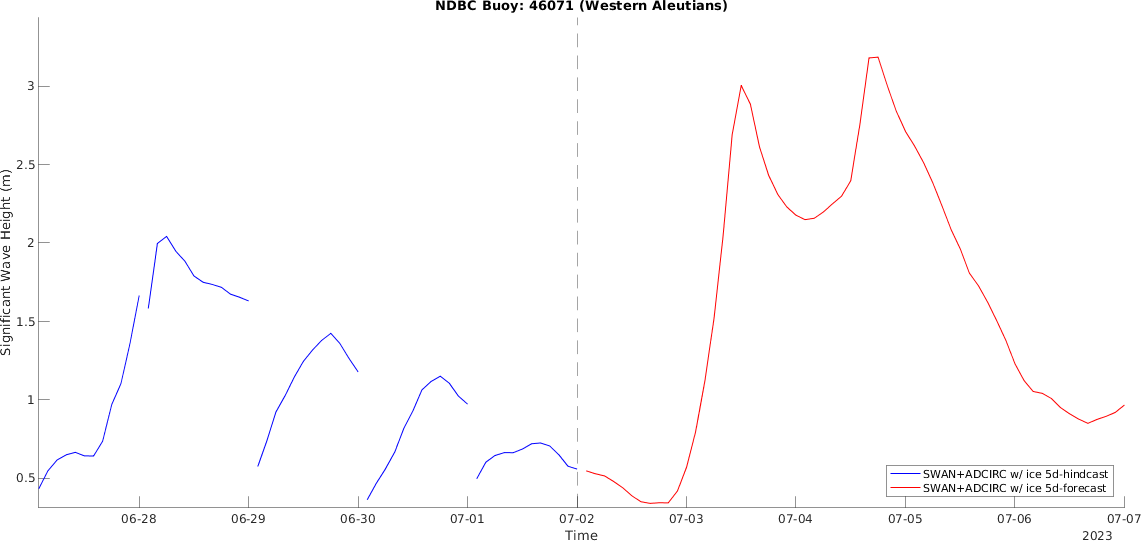 NDBC Buoy: 46071 (Western Aleutians)
Significant Wave Height (m)
3
2.5
2
1.5
1
0.5
SWAN+ADCIRC w/ ice 5d-hindcast
SWAN+ADCIRC w/ ice 5d-forecast
06-28 06-29 06-30 07-01 07-02 07-03 07-04 07-05 07-06 07-07
Time
2023